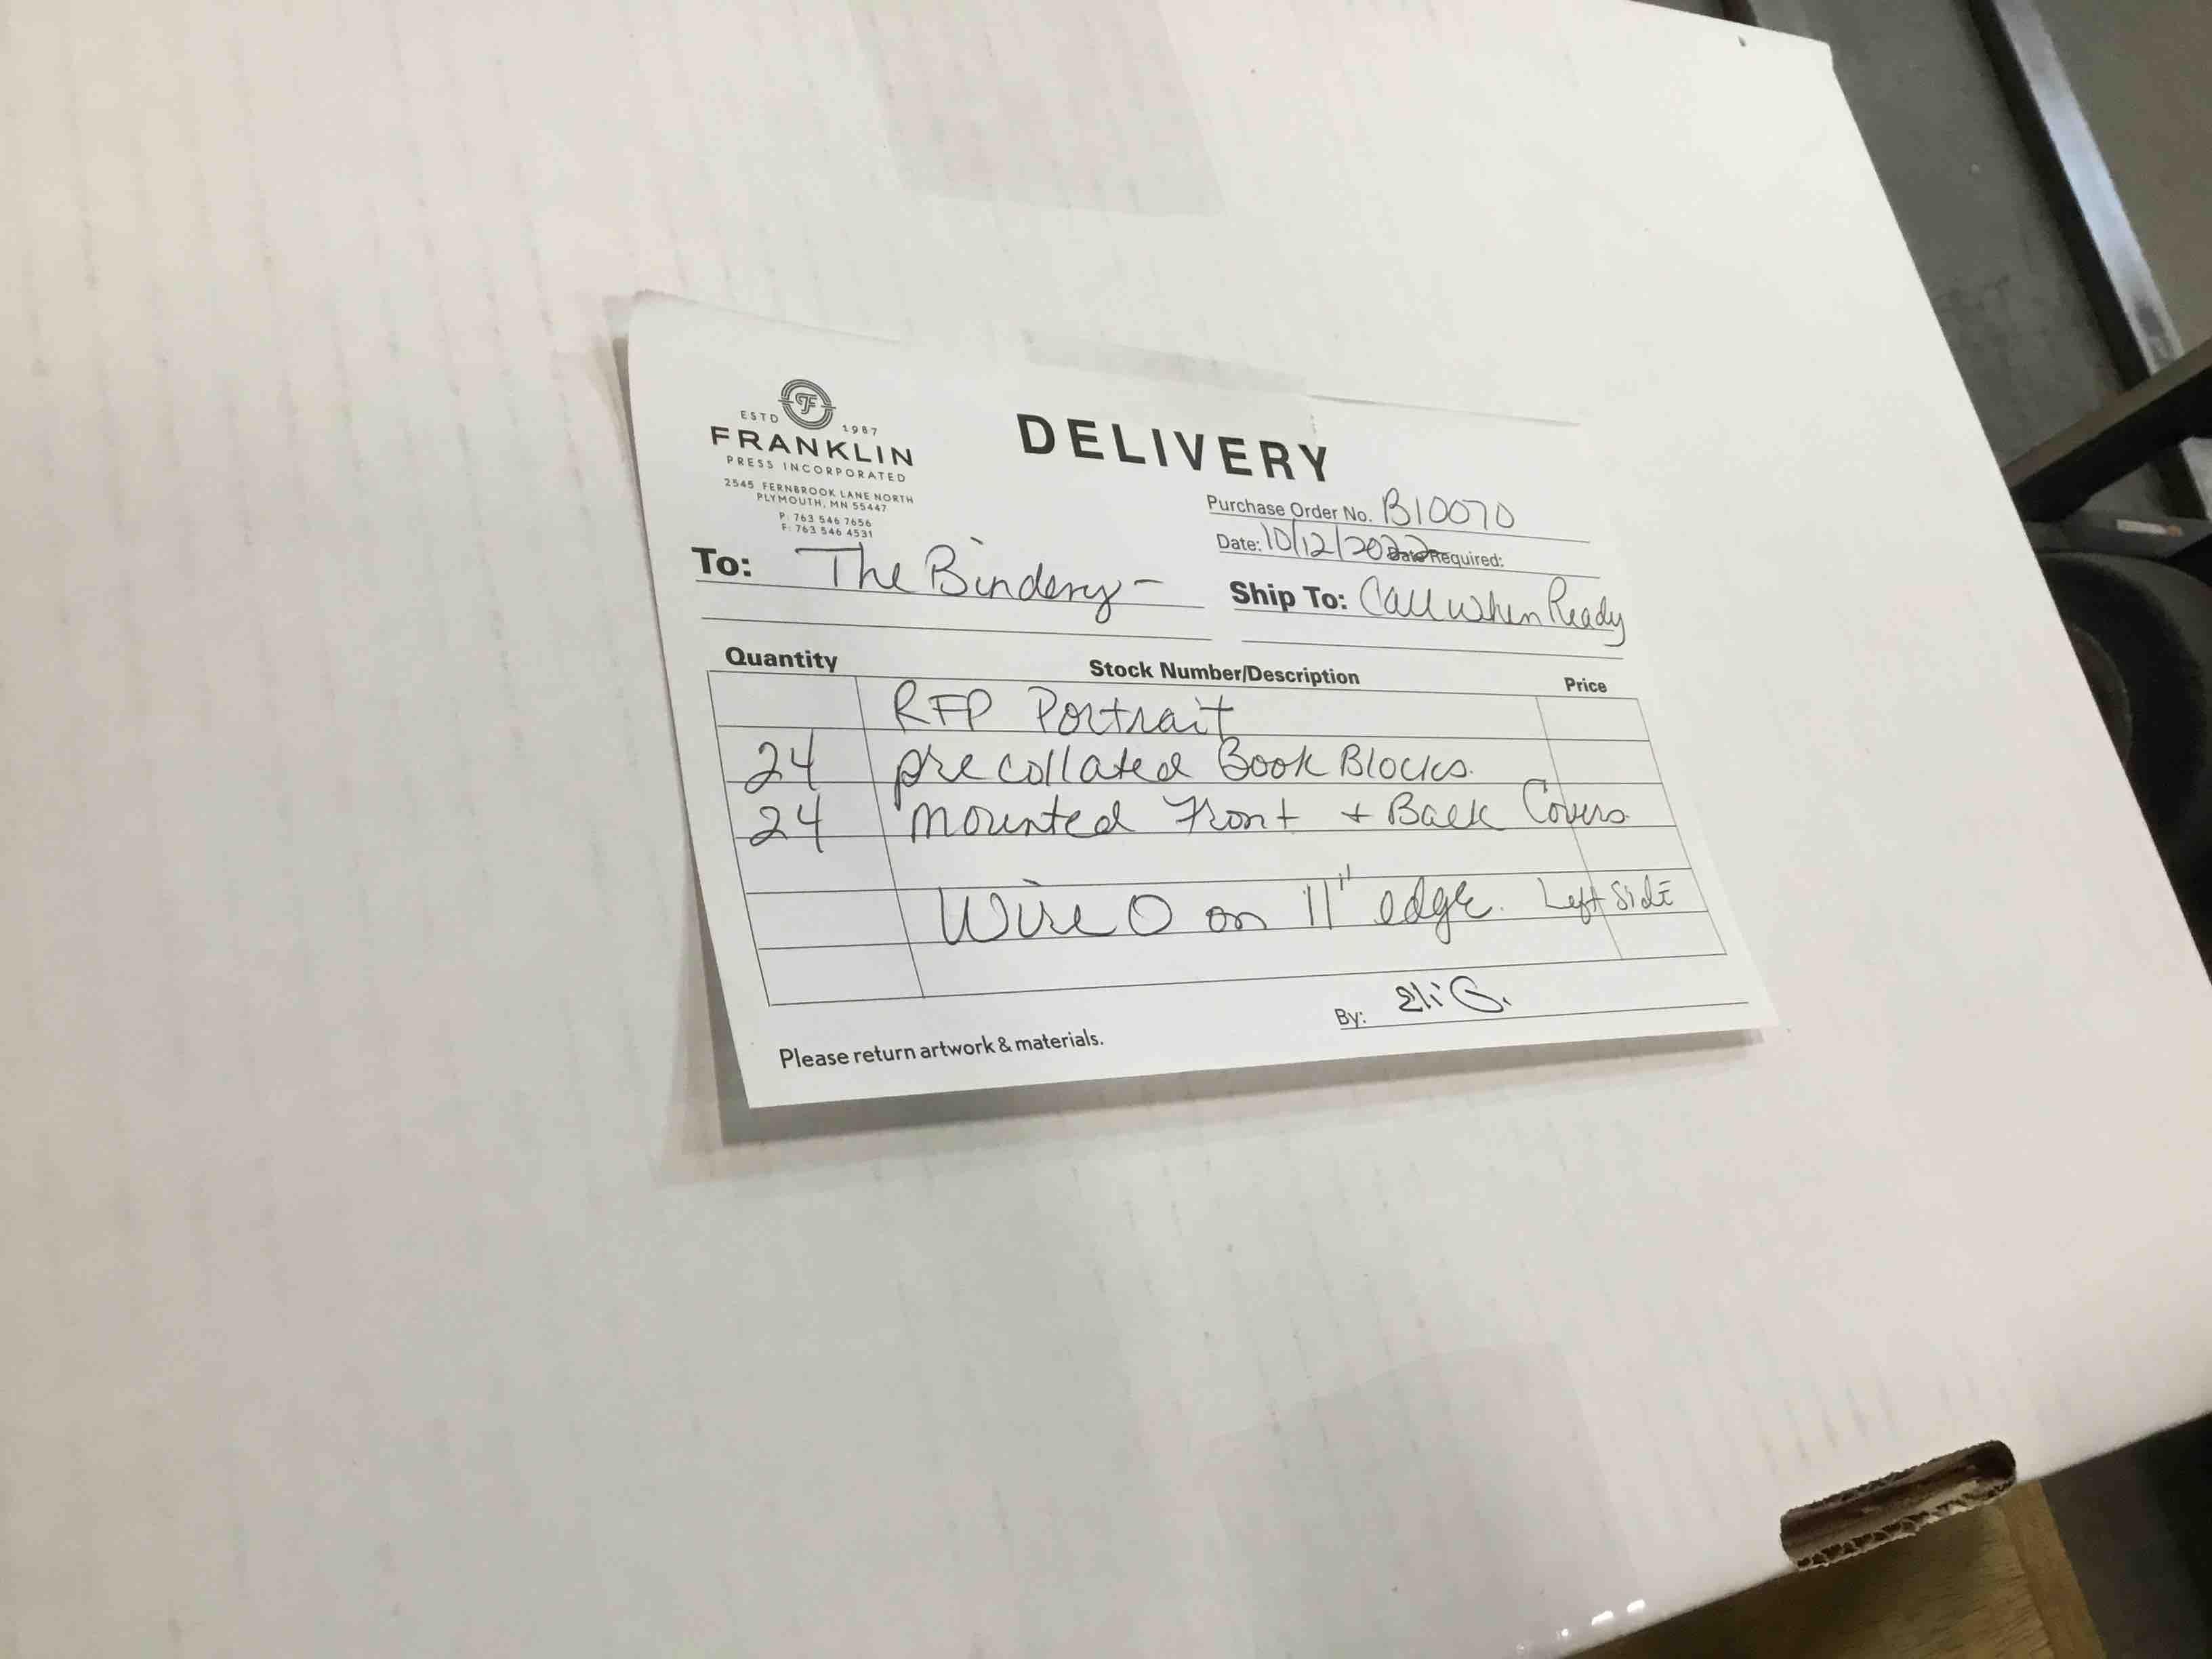 ESTD 1987
FRANKLIN
PRESS INCORPORATED
2545 FERNBROOK LANE NORTH
PLYMOUTH, MN 55447
P: 763 546 7656
F: 763 546 4531
DELIVERY
Purchase Order No. B10070
Date: 10/12/2022 Date Required:
To: The Bindery -
Ship To: Call when Ready
Quantity Stock Number/Description Price
RFP Portrait
24 precollated Book Blocks.
24 mounted Front + Back Covers
Wire O on 11" edge. Left Side
By: Eli G.
Please return artwork & materials.